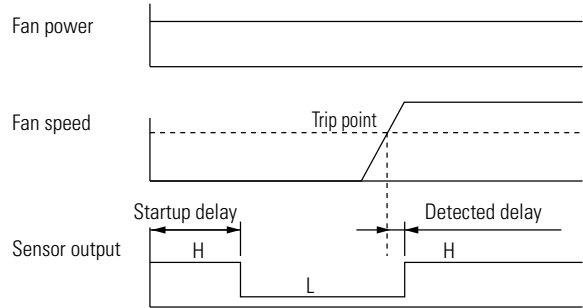 Fan power
Fan speed
Trip point
Startup delay
Detected delay
Sensor output
H
L
H